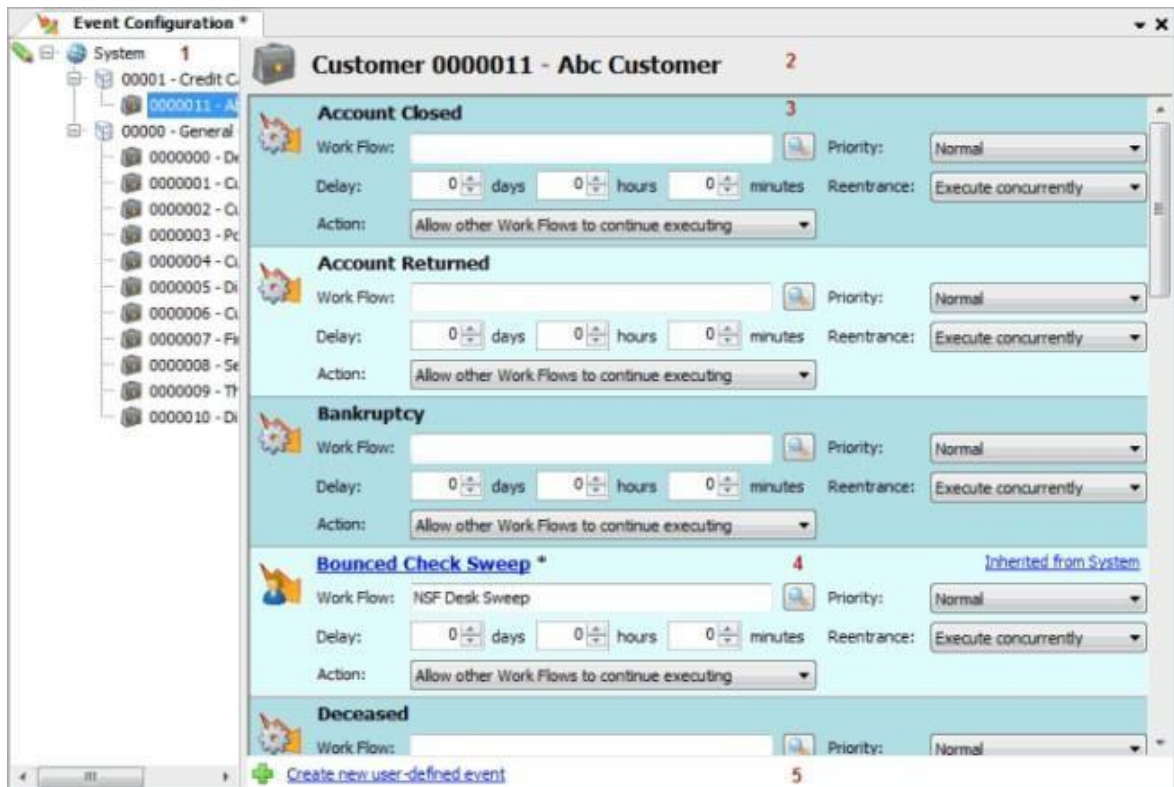 Event Configuration *
System 1
00001 - Credit C
0000011 - A
00000 - General
0000000 - De
0000001 - Cu
0000002 - Cu
0000003 - Po
0000004 - Cu
0000005 - Di
0000006 - Cu
0000007 - Fi
0000008 - Se
0000009 - Th
0000010 - Di
Customer 0000011 - Abc Customer 2
Account Closed 3
Work Flow: Priority: Normal
Delay: 0 days 0 hours 0 minutes Reentrance: Execute concurrently
Action: Allow other Work Flows to continue executing
Account Returned
Work Flow: Priority: Normal
Delay: 0 days 0 hours 0 minutes Reentrance: Execute concurrently
Action: Allow other Work Flows to continue executing
Bankruptcy
Work Flow: Priority: Normal
Delay: 0 days 0 hours 0 minutes Reentrance: Execute concurrently
Action: Allow other Work Flows to continue executing
Bounced Check Sweep * 4 Inherited from System
Work Flow: NSF Desk Sweep Priority: Normal
Delay: 0 days 0 hours 0 minutes Reentrance: Execute concurrently
Action: Allow other Work Flows to continue executing
Deceased
Work Flow: Priority: Normal
Create new user-defined event 5